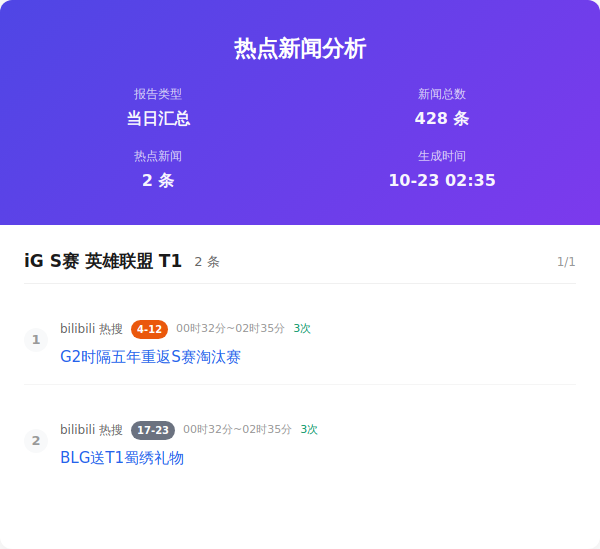 热点新闻分析
报告类型
新闻总数
当日汇总
428 条
热点新闻
生成时间
2 条
10-23 02:35
iG S赛 英雄联盟 T1 2 条 1/1
1 bilibili 热搜 4-12 00时32分~02时35分 3次
G2时隔五年重返S赛淘汰赛
2 bilibili 热搜 17-23 00时32分~02时35分 3次
BLG送T1蜀绣礼物